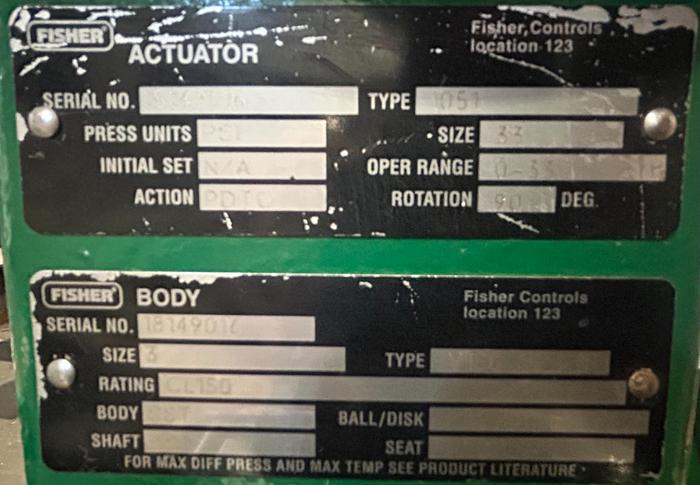 FISHER
ACTUATOR
Fisher Controls
location 123
SERIAL NO.
TYPE 1051
PRESS UNITS PSI
SIZE 33
INITIAL SET N/A
OPER RANGE 0-33
ACTION PDTC
ROTATION 90 DEG.
FISHER
BODY
Fisher Controls
location 123
SERIAL NO.
SIZE 3
TYPE
RATING CL150
BODY
BALL/DISK
SHAFT
SEAT
FOR MAX DIFF PRESS AND MAX TEMP SEE PRODUCT LITERATURE